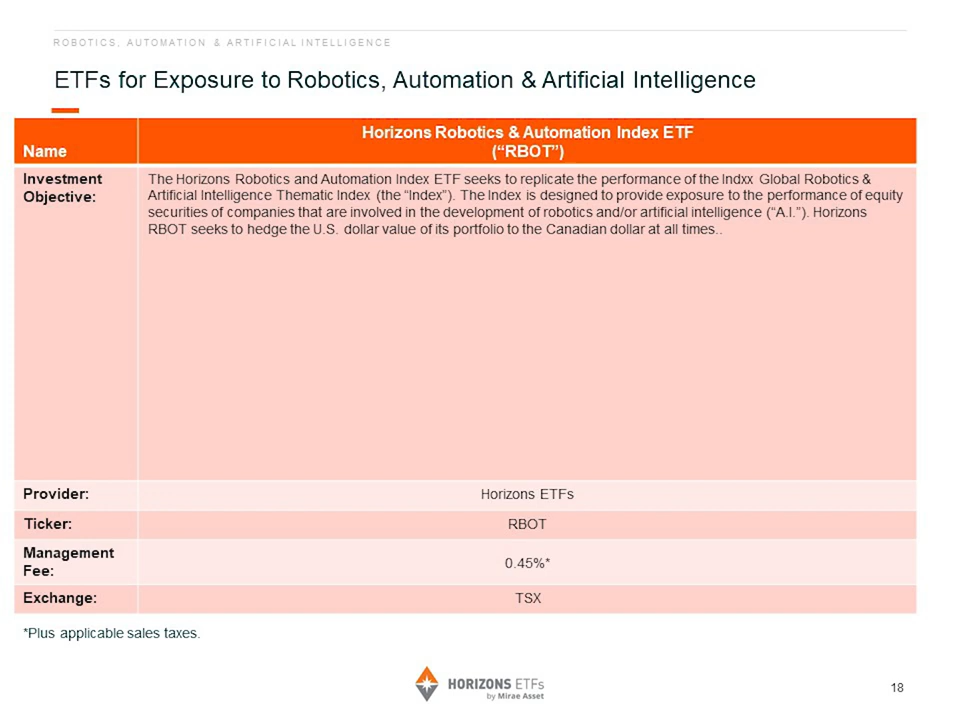 ROBOTICS, AUTOMATION & ARTIFICIAL INTELLIGENCE
ETFs for Exposure to Robotics, Automation & Artificial Intelligence
Name
Horizons Robotics & Automation Index ETF
(“RBOT”)
Investment
Objective:
The Horizons Robotics and Automation Index ETF seeks to replicate the performance of the Indxx Global Robotics &
Artificial Intelligence Thematic Index (the “Index”). The Index is designed to provide exposure to the performance of equity
securities of companies that are involved in the development of robotics and/or artificial intelligence (“A.I.”). Horizons
RBOT seeks to hedge the U.S. dollar value of its portfolio to the Canadian dollar at all times..
Provider:
Horizons ETFs
Ticker:
RBOT
Management
Fee:
0.45%*
Exchange:
TSX
*Plus applicable sales taxes.
HORIZONS ETFs
by Mirae Asset
18